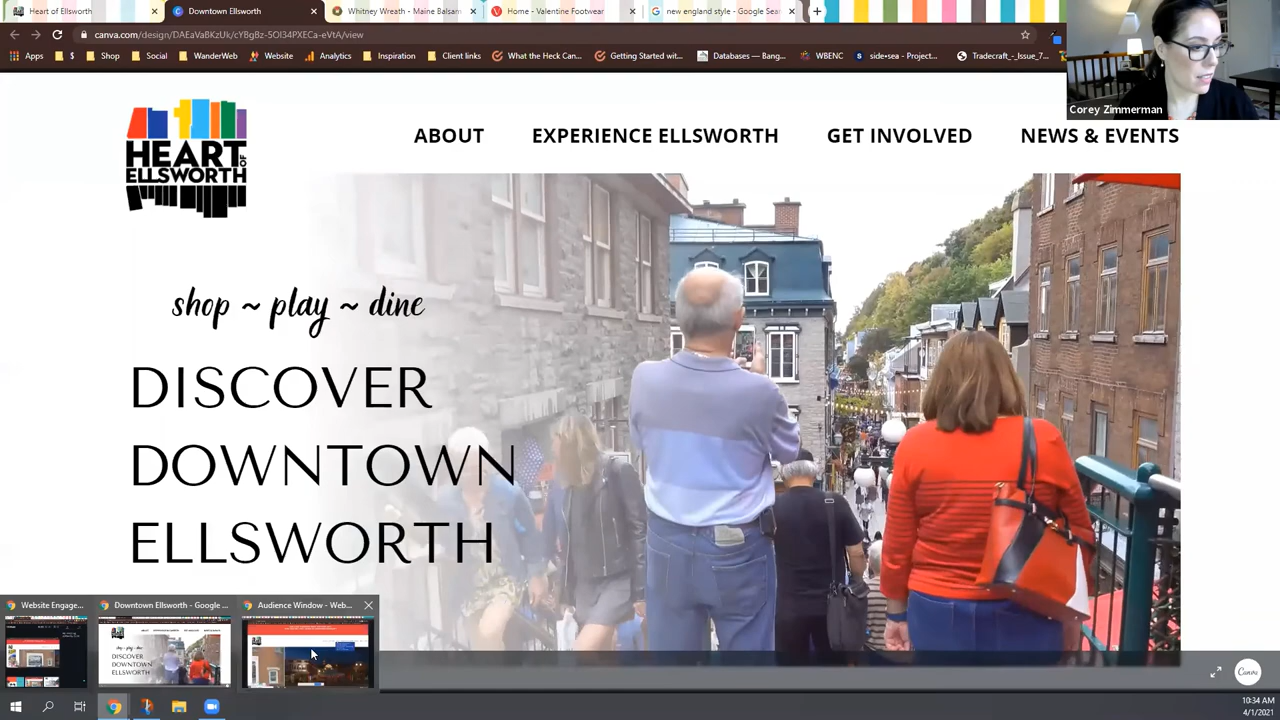 Heart of Ellsworth
Downtown Ellsworth
Whitney Wreath - Maine Balsam
Home - Valentine Footwear
new england style - Google Sea
canva.com/design/DAEaVaBKzUk/cYBgBz-5OI34PXECa-eVtA/view
Apps
$
Shop
Social
WanderWeb
Website
Analytics
Inspiration
Client links
What the Heck Can...
Getting Started wit...
Databases — Bang...
WBENC
side+sea - Project...
Tradecraft_-_Issue_7...
Corey Zimmerman
HEART
OF
ELLSWORTH
ABOUT
EXPERIENCE ELLSWORTH
GET INVOLVED
NEWS & EVENTS
shop ~ play ~ dine
DISCOVER
DOWNTOWN
ELLSWORTH
Website Engage...
Downtown Ellsworth - Google ...
Audience Window - Web...
Canva
10:34 AM
4/1/2021